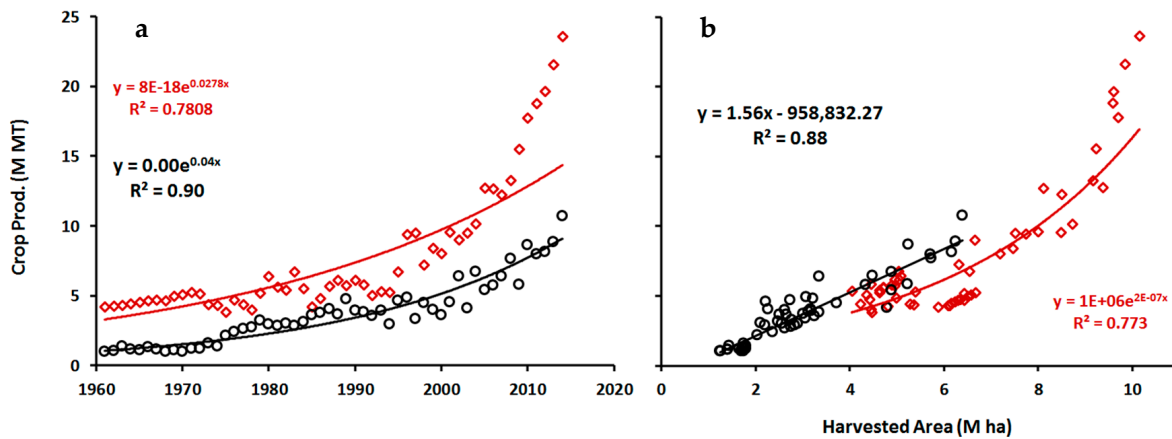 a
b
Crop Prod. (M MT)
25
20
15
10
5
0
y = 8E-18e^0.0278x
R² = 0.7808
y = 0.00e^0.04x
R² = 0.90
1960 1970 1980 1990 2000 2010 2020
y = 1.56x - 958,832.27
R² = 0.88
y = 1E+06e^2E-07x
R² = 0.773
0 2 4 6 8 10
Harvested Area (M ha)